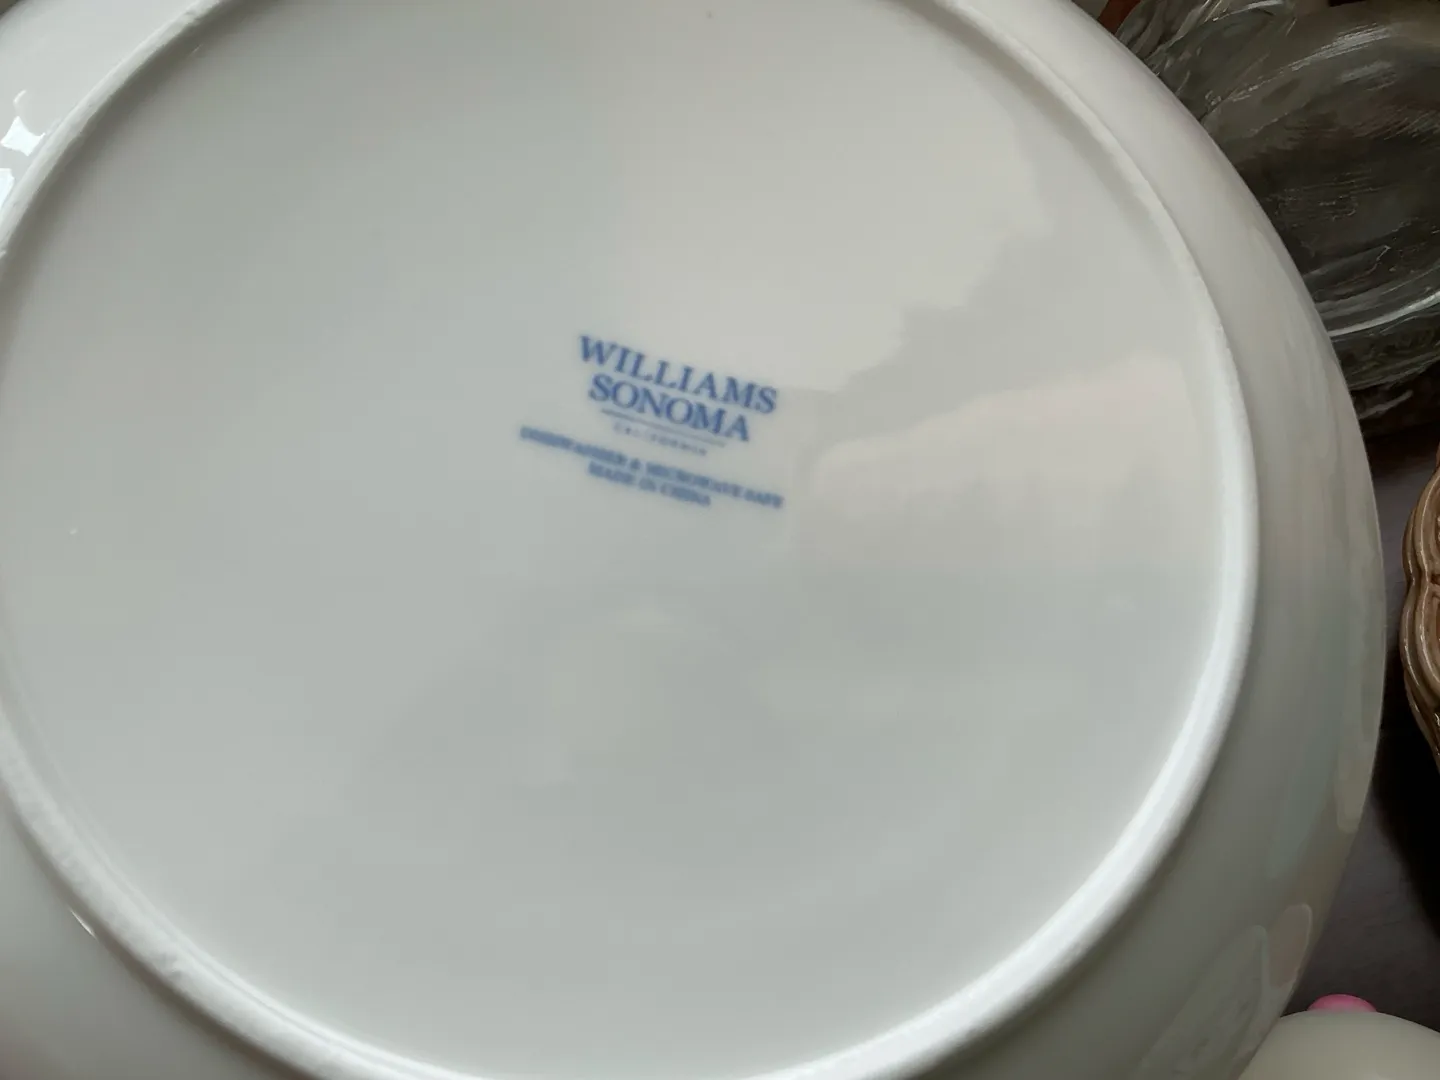 WILLIAMS
SONOMA
CALIFORNIA
DISHWASHER & MICROWAVE SAFE
MADE IN CHINA